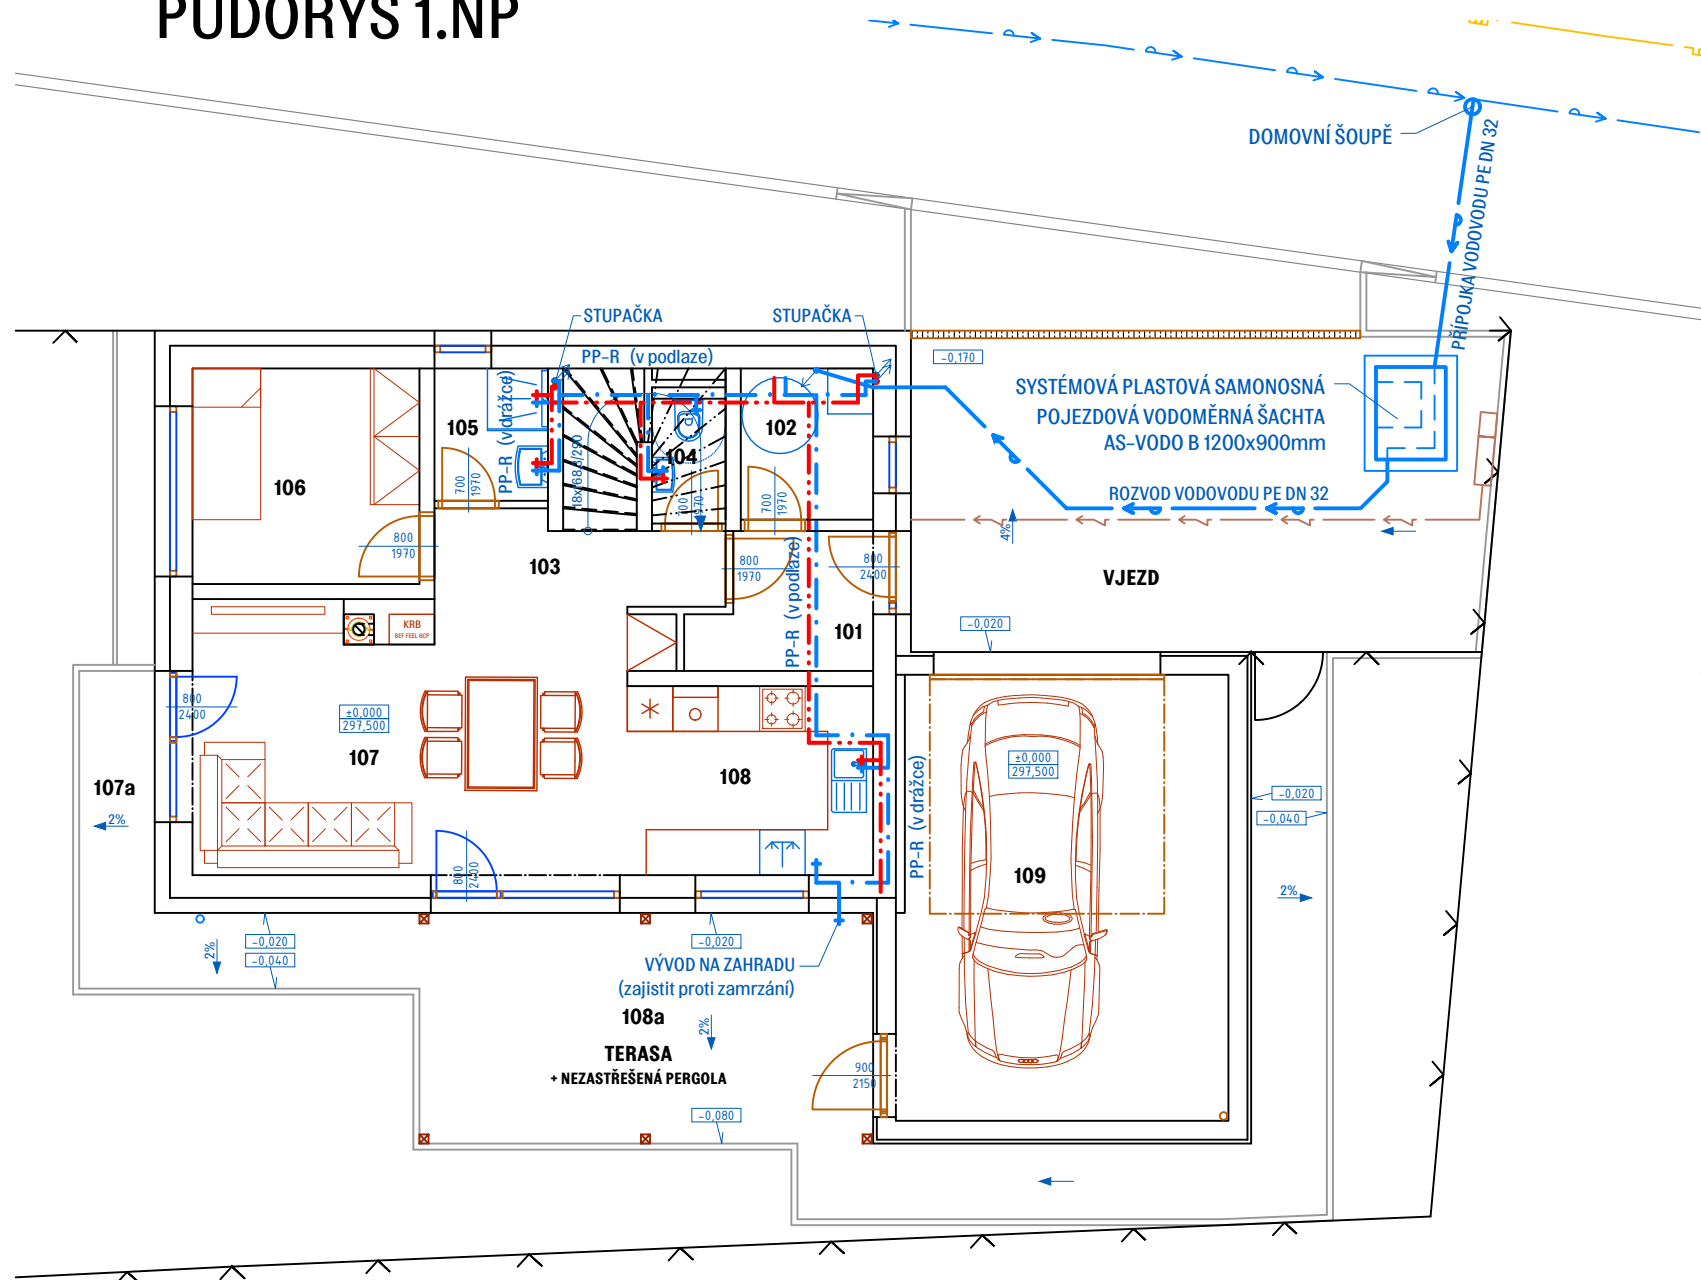 PŮDORYS 1.NP
DOMOVNÍ ŠOUPĚ
PŘÍPOJKA VODOVODU PE DN 32
STUPAČKA
STUPAČKA
PP-R (v podlaze)
-0,170
SYSTÉMOVÁ PLASTOVÁ SAMONOSNÁ
POJEZDOVÁ VODOMĚRNÁ ŠACHTA
AS-VODO B 1200x900mm
ROZVOD VODOVODU PE DN 32
4%
VJEZD
-0,020
PP-R (v drážce)
105
102
104
106
700
1970
700
1970
800
1970
103
800
1970
800
2400
PP-R (v podlaze)
101
KRB
BEF FEEL 6CP
800
2400
±0,000
297,500
107
107a
2%
108
PP-R (v drážce)
±0,000
297,500
109
-0,020
-0,040
2%
800
2400
-0,020
-0,040
2%
-0,020
VÝVOD NA ZAHRADU
(zajistit proti zamrzání)
108a
2%
TERASA
+ NEZASTŘEŠENÁ PERGOLA
900
2150
-0,080